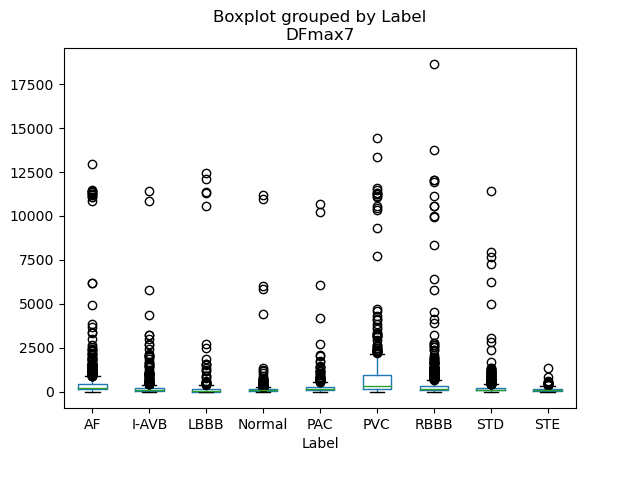 Boxplot grouped by Label
DFmax7
17500
15000
12500
10000
7500
5000
2500
0
AF I-AVB LBBB Normal PAC PVC RBBB STD STE
Label